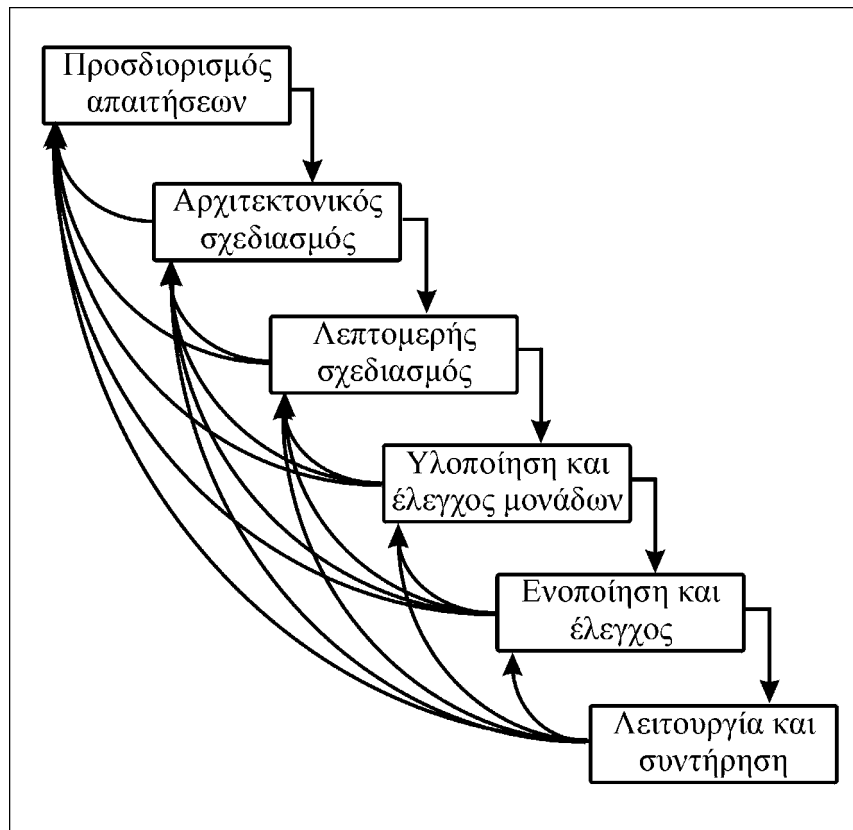 Προσδιορισμός
απαιτήσεων
Αρχιτεκτονικός
σχεδιασμός
Λεπτομερής
σχεδιασμός
Υλοποίηση και
έλεγχος μονάδων
Ενοποίηση και
έλεγχος
Λειτουργία και
συντήρηση